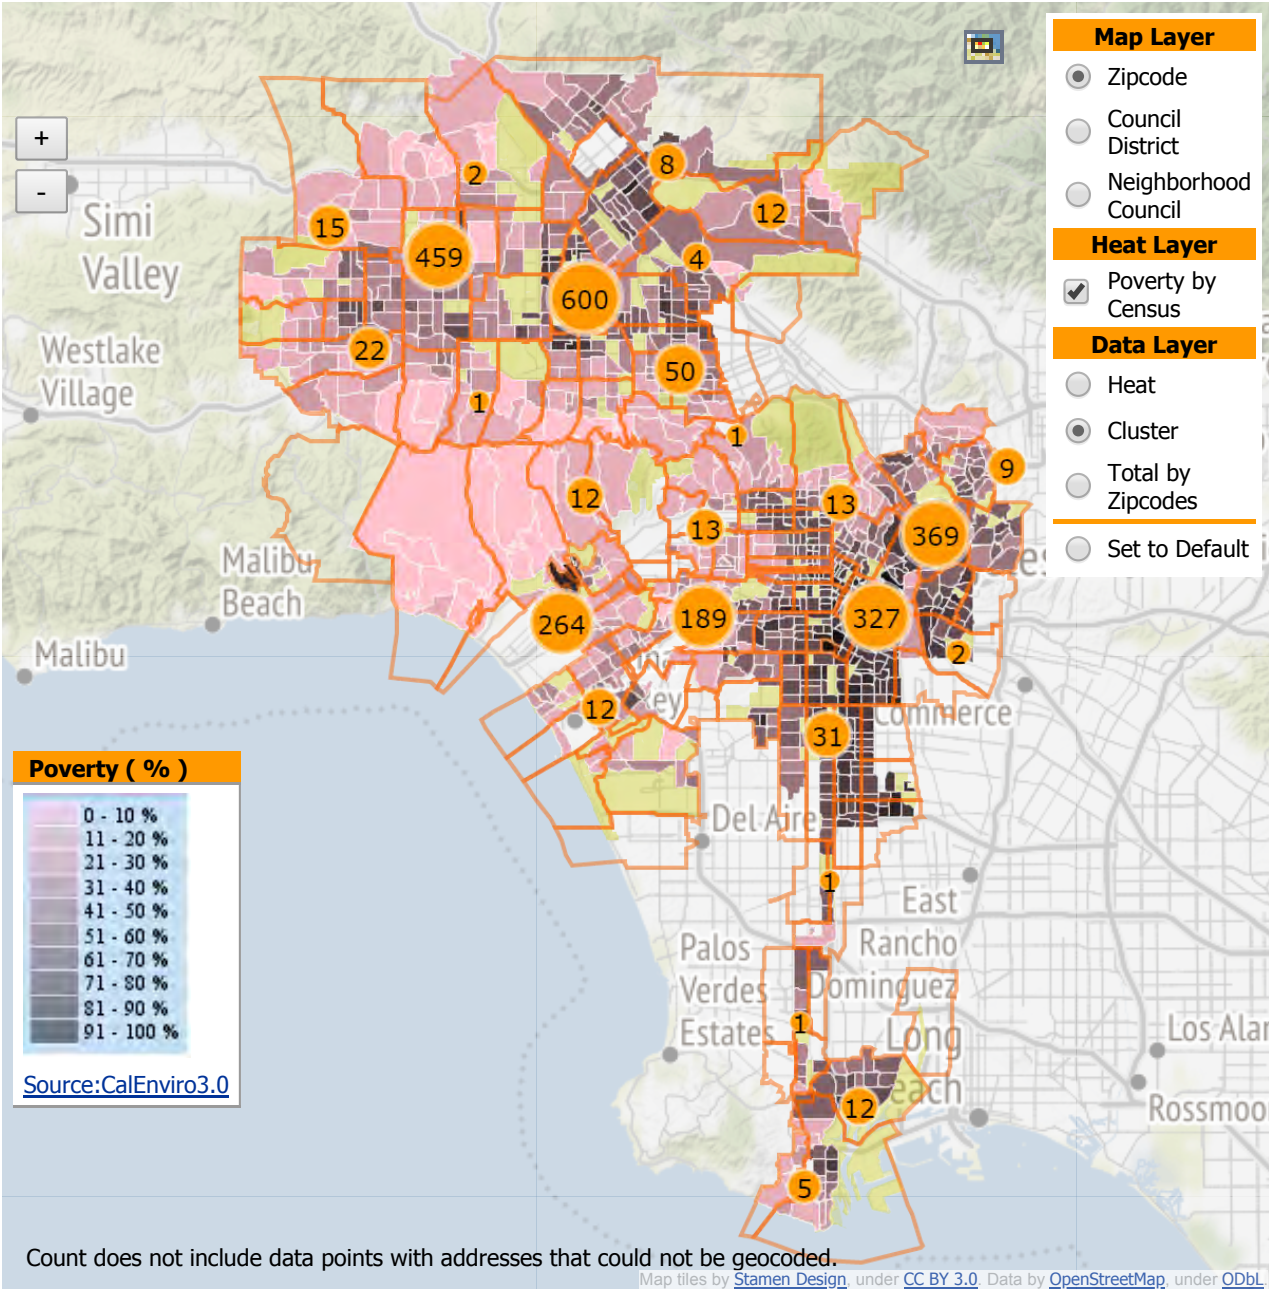 Map Layer
Zipcode
Council
District
Neighborhood
Council
Heat Layer
Poverty by
Census
Data Layer
Heat
Cluster
Total by
Zipcodes
Set to Default
+
-
Simi
Valley
Westlake
Village
Malibu
Beach
Malibu
2
8
15
12
459
4
600
22
50
1
1
9
12
13
13
369
264
189
327
2
12
31
1
1
12
5
Commerce
Del Aire
East
Rancho
Dominguez
Palos
Verdes
Estates
Long
Beach
Los Alar
Rossmoo
Poverty ( % )
0 - 10 %
11 - 20 %
21 - 30 %
31 - 40 %
41 - 50 %
51 - 60 %
61 - 70 %
71 - 80 %
81 - 90 %
91 - 100 %
Source:CalEnviro3.0
Count does not include data points with addresses that could not be geocoded.
Map tiles by Stamen Design, under CC BY 3.0. Data by OpenStreetMap, under ODbL.